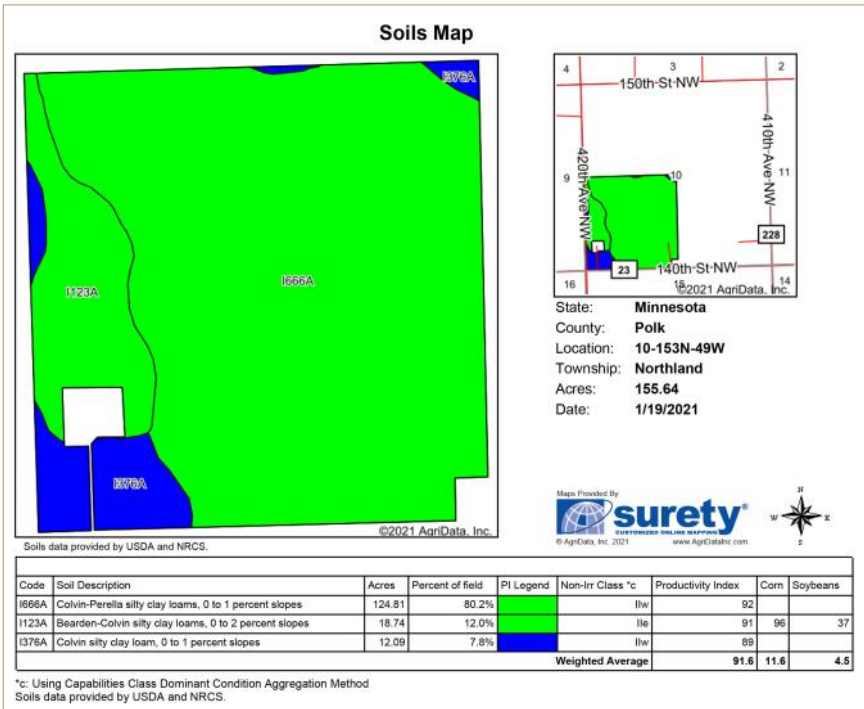 Soils Map
I376A
I666A
I123A
I376A
©2021 AgriData, Inc.
Soils data provided by USDA and NRCS.
4 3 2
150th St NW
420th Ave NW
410th Ave NW
9 10 11
228
23
140th St NW
16 15 14
©2021 AgriData, Inc.
State: Minnesota
County: Polk
Location: 10-153N-49W
Township: Northland
Acres: 155.64
Date: 1/19/2021
Maps Provided By
surety®
CUSTOMIZED ONLINE MAPPING
© AgriData, Inc. 2021 www.AgriDataInc.com
N
W E
S
Code Soil Description Acres Percent of field PI Legend Non-Irr Class *c Productivity Index Corn Soybeans
I666A Colvin-Perella silty clay loams, 0 to 1 percent slopes 124.81 80.2% IIw 92
I123A Bearden-Colvin silty clay loams, 0 to 2 percent slopes 18.74 12.0% IIe 91 96 37
I376A Colvin silty clay loam, 0 to 1 percent slopes 12.09 7.8% IIw 89
Weighted Average 91.6 11.6 4.5
*c: Using Capabilities Class Dominant Condition Aggregation Method
Soils data provided by USDA and NRCS.